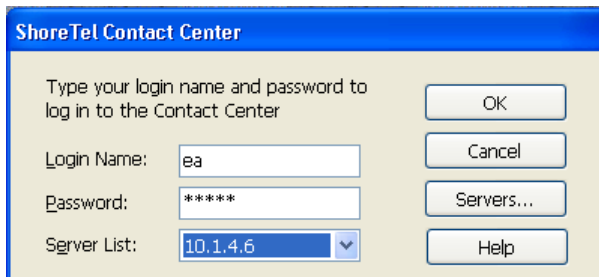 ShoreTel Contact Center
Type your login name and password to
log in to the Contact Center
OK
Login Name: ea
Cancel
Password: *****
Servers...
Server List: 10.1.4.6
Help